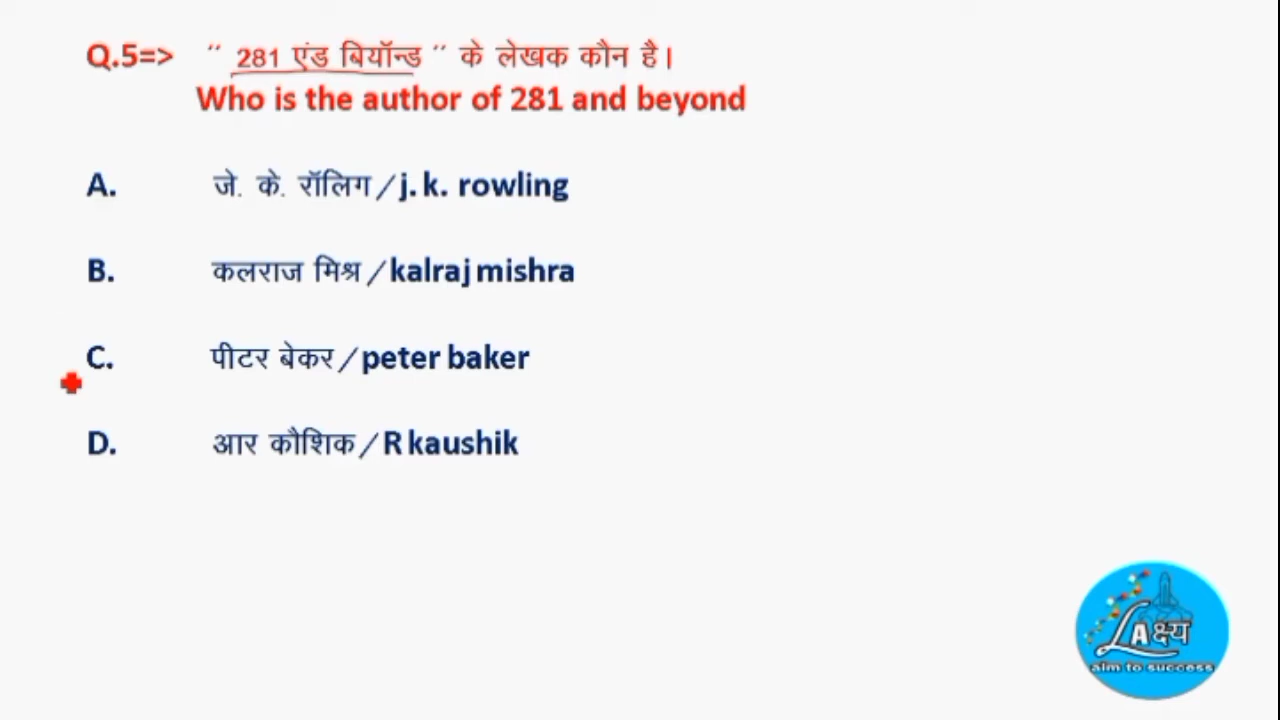 Q.5=> “ 281 एंड बियॉन्ड ” के लेखक कौन है।
Who is the author of 281 and beyond
A. जे. के. रॉलिग/j. k. rowling
B. कलराज मिश्र/kalraj mishra
C. पीटर बेकर/peter baker
D. आर कौशिक/R kaushik
LAक्ष्य
aim to success